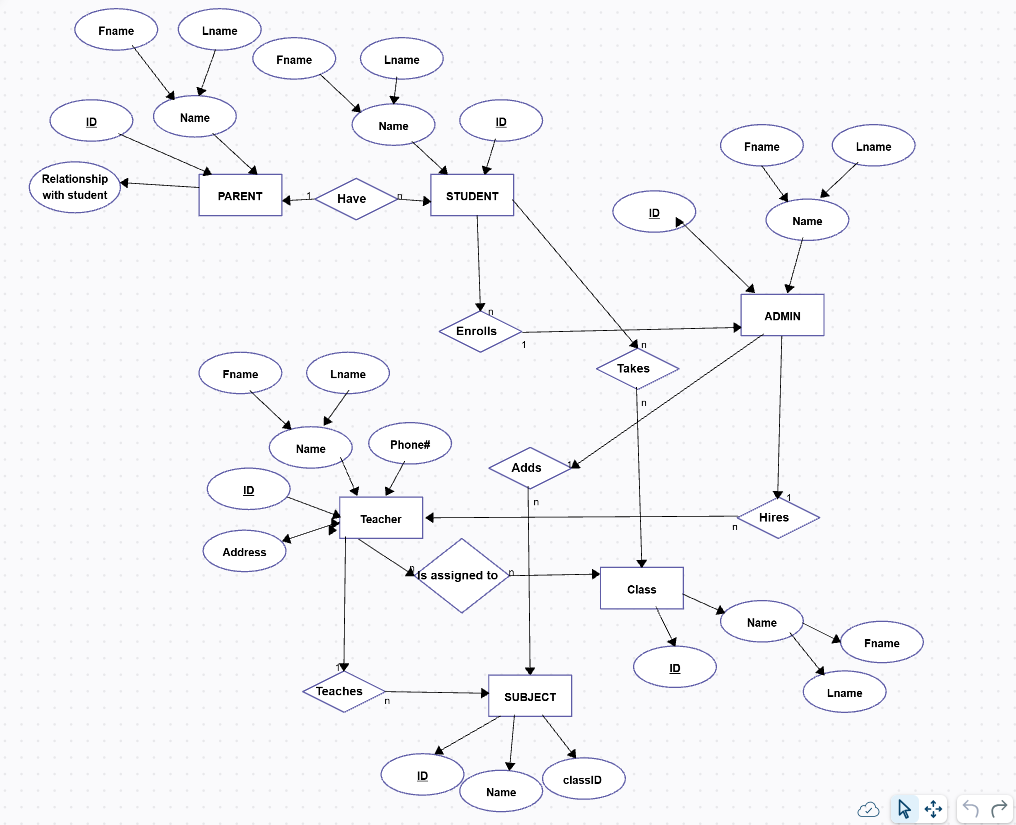 Fname
Lname
Fname
Lname
Name
Name
ID
ID
Fname
Lname
Relationship
with student
PARENT
1
Have
n
STUDENT
ID
Name
n
Enrolls
1
ADMIN
n
Takes
n
Fname
Lname
Name
Phone#
Adds
1
n
ID
1
Hires
n
Teacher
Address
n
Is assigned to
n
Class
Name
Fname
ID
Lname
1
Teaches
n
SUBJECT
ID
Name
classID